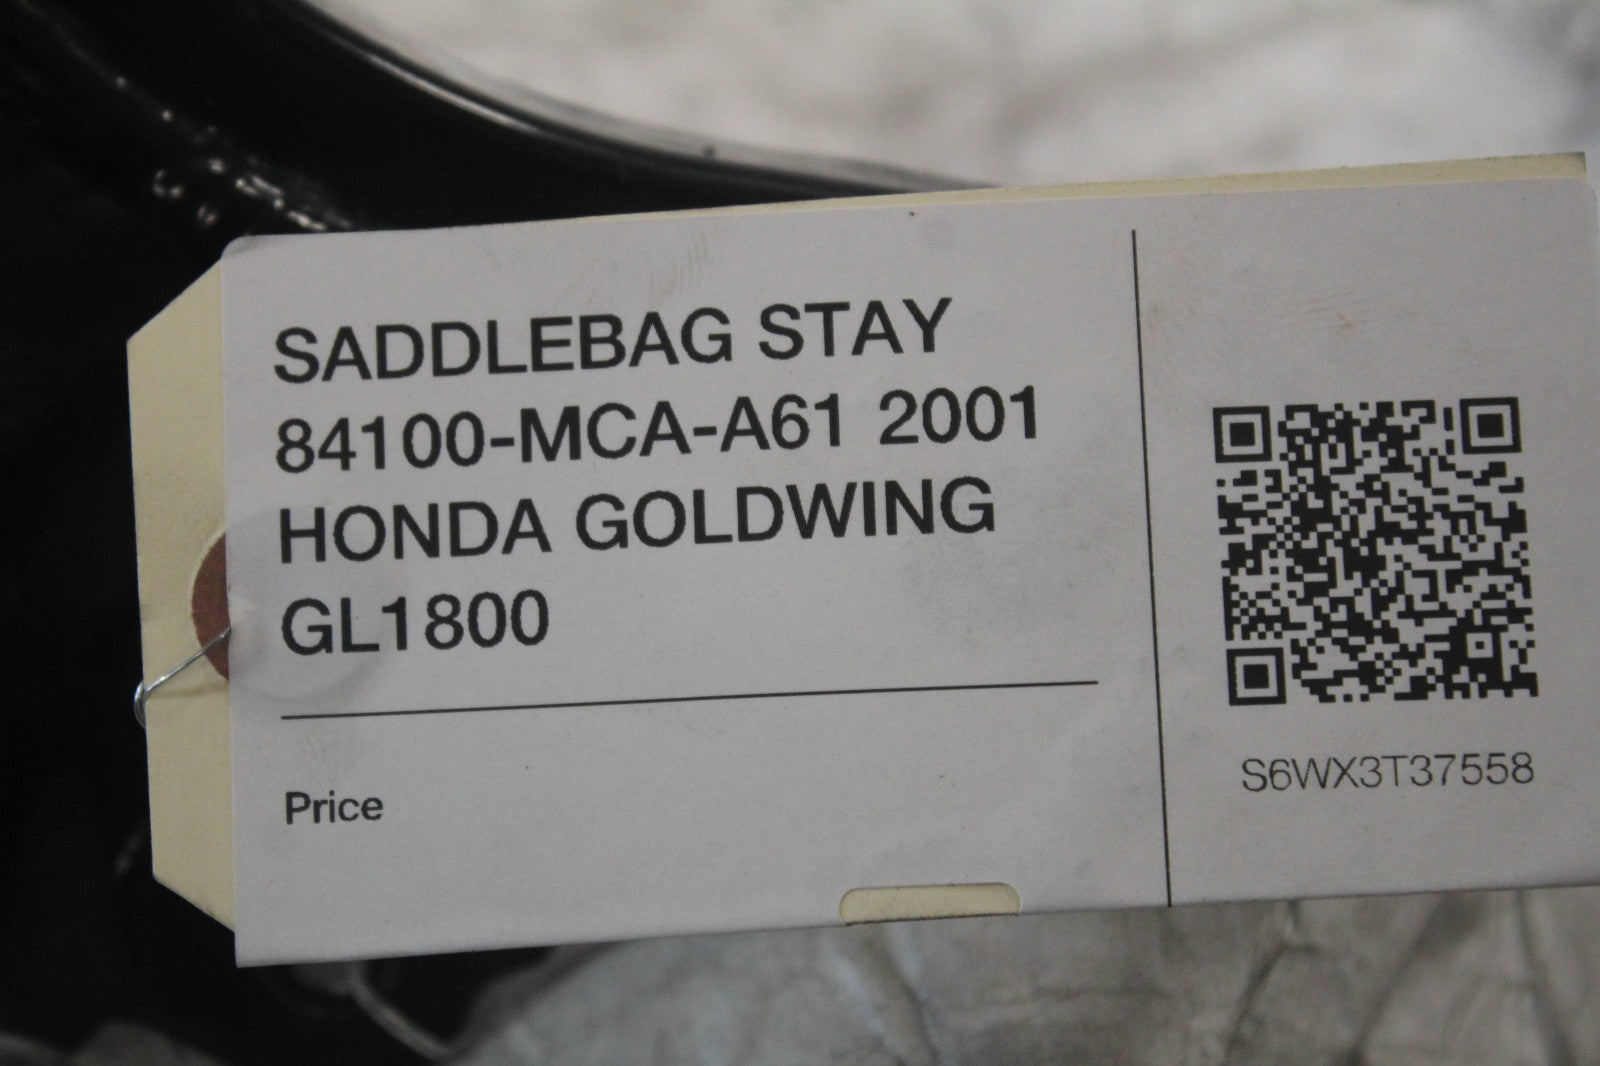 SADDLEBAG STAY
84100-MCA-A61 2001
HONDA GOLDWING
GL1800
Price
S6WX3T37558